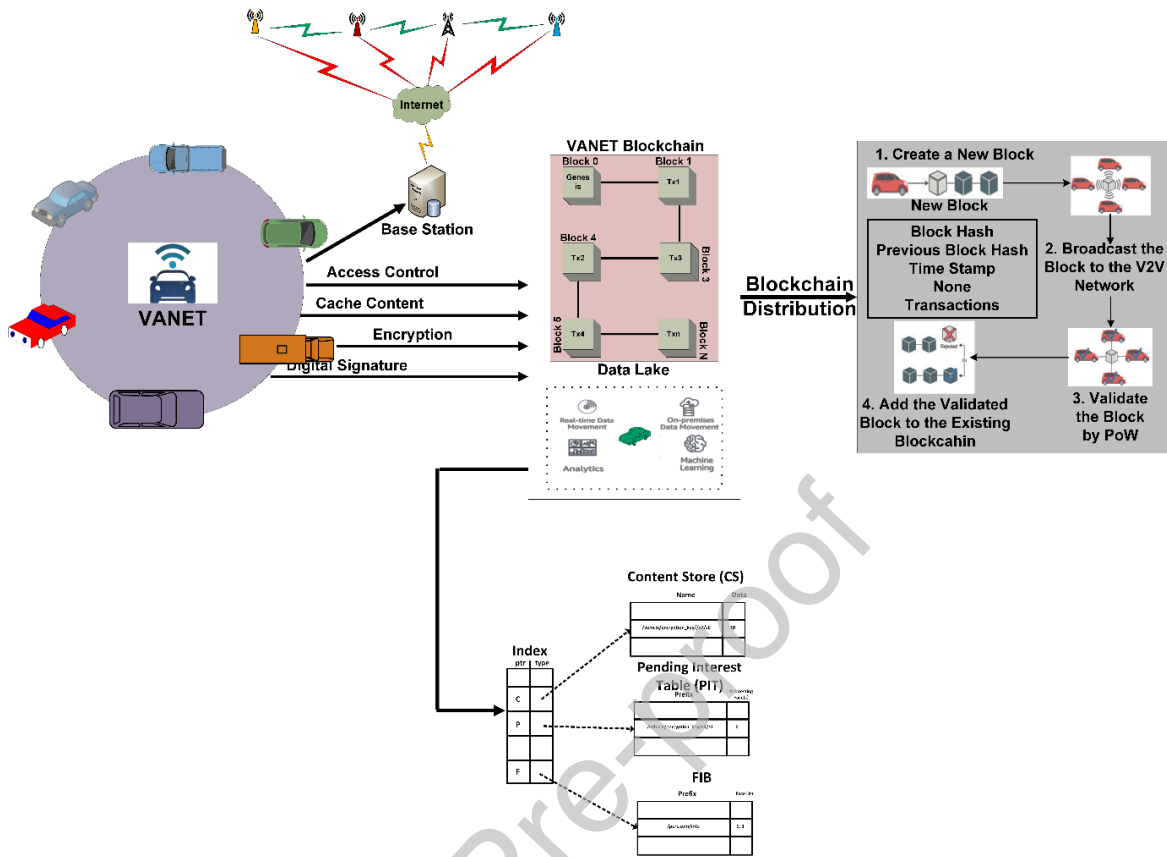 Internet
Base Station
VANET
Access Control
Cache Content
Encryption
Digital Signature
VANET Blockchain
Block 0
Block 1
Genes
is
Tx1
Block 4
Tx2
Tx3
Block 3
Block 5
Tx4
Txn
Block N
Data Lake
Real-time Data
Movement
On-premises
Data Movement
Analytics
Machine
Learning
Blockchain
Distribution
1. Create a New Block
New Block
Block Hash
Previous Block Hash
Time Stamp
None
Transactions
2. Broadcast the
Block to the V2V
Network
3. Validate
the Block
by PoW
Rejected
4. Add the Validated
Block to the Existing
Blockcahin
Content Store (CS)
Name
Data
Index
ptr
type
C
P
F
Pending Interest
Table (PIT)
Prefix
FIB
Prefix
Pre-proof